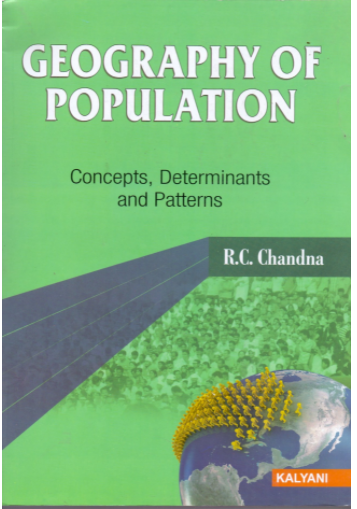 GEOGRAPHY OF
POPULATION
Concepts, Determinants
and Patterns
R.C. Chandna
KALYANI